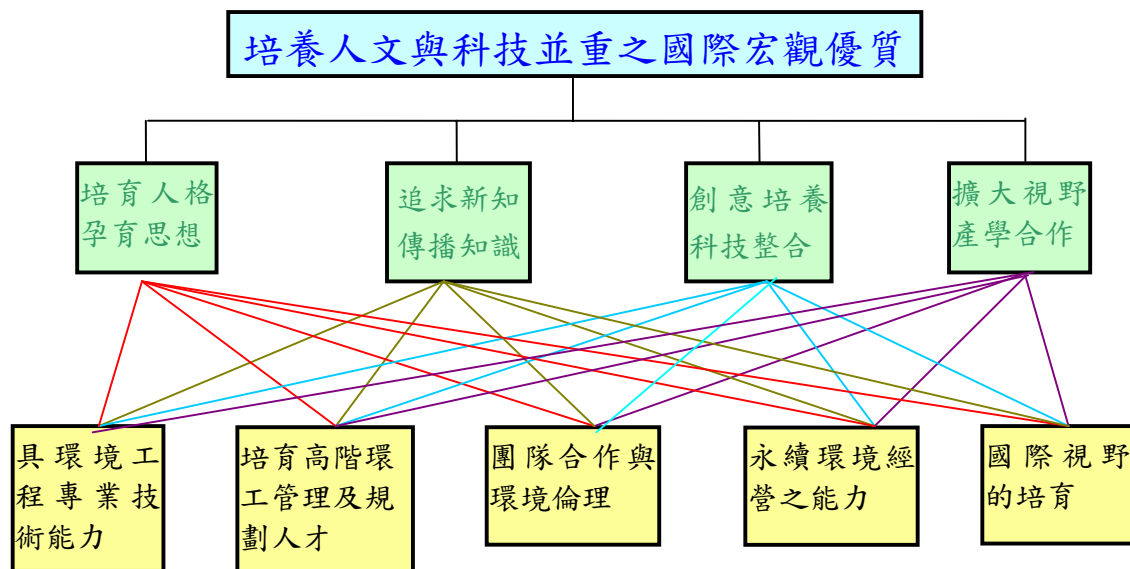 培養人文與科技並重之國際宏觀優質
培育人格
孕育思想
追求新知
傳播知識
創意培養
科技整合
擴大視野
產學合作
具環境工
程專業技
術能力
培育高階環
工管理及規
劃人才
團隊合作與
環境倫理
永續環境經
營之能力
國際視野
的培育